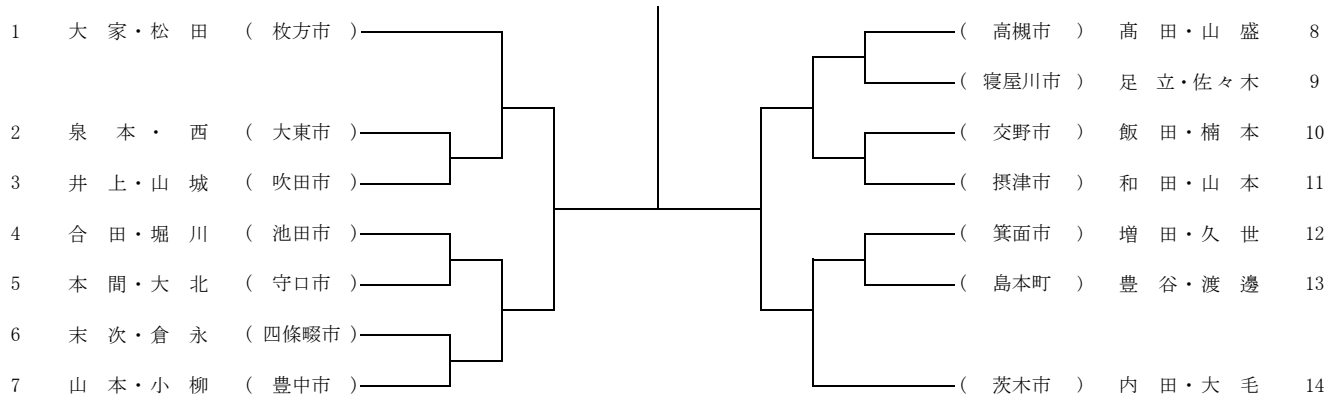 1 大 家・松 田 ( 枚方市 )
2 泉 本・ 西 ( 大東市 )
3 井 上・山 城 ( 吹田市 )
4 合 田・堀 川 ( 池田市 )
5 本 間・大 北 ( 守口市 )
6 末 次・倉 永 ( 四條畷市 )
7 山 本・小 柳 ( 豊中市 )
( 高槻市 ) 髙 田・山 盛 8
( 寝屋川市 ) 足 立・佐々木 9
( 交野市 ) 飯 田・楠 本 10
( 摂津市 ) 和 田・山 本 11
( 箕面市 ) 増 田・久 世 12
( 島本町 ) 豊 谷・渡 邊 13
( 茨木市 ) 内 田・大 毛 14